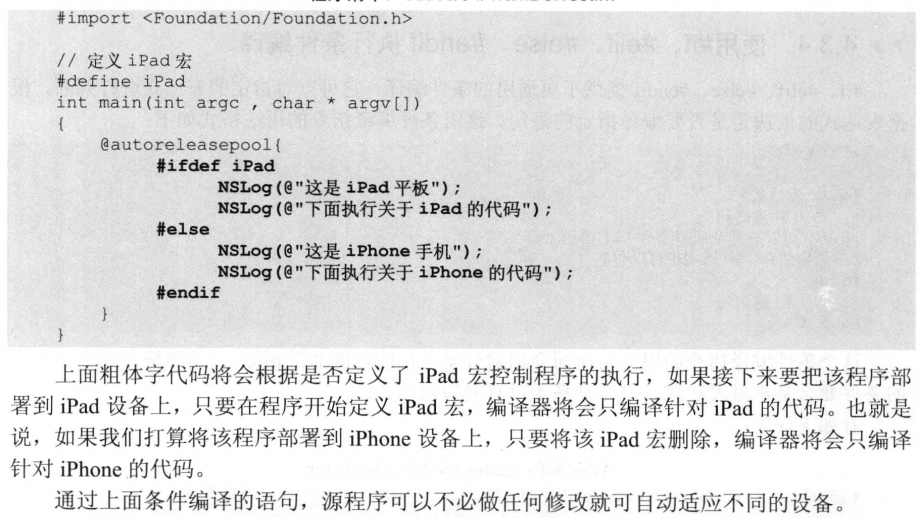 #import <Foundation/Foundation.h>
// 定义 iPad 宏
#define iPad
int main(int argc , char * argv[])
{
@autoreleasepool{
#ifdef iPad
NSLog(@"这是 iPad 平板");
NSLog(@"下面执行关于 iPad 的代码");
#else
NSLog(@"这是 iPhone 手机");
NSLog(@"下面执行关于 iPhone 的代码");
#endif
}
}
上面粗体字代码将会根据是否定义了 iPad 宏控制程序的执行，如果接下来要把该程序部
署到 iPad 设备上，只要在程序开始定义 iPad 宏，编译器将会只编译针对 iPad 的代码。也就是
说，如果我们打算将该程序部署到 iPhone 设备上，只要将该 iPad 宏删除，编译器将会只编译
针对 iPhone 的代码。
通过上面条件编译的语句，源程序可以不必做任何修改就可自动适应不同的设备。